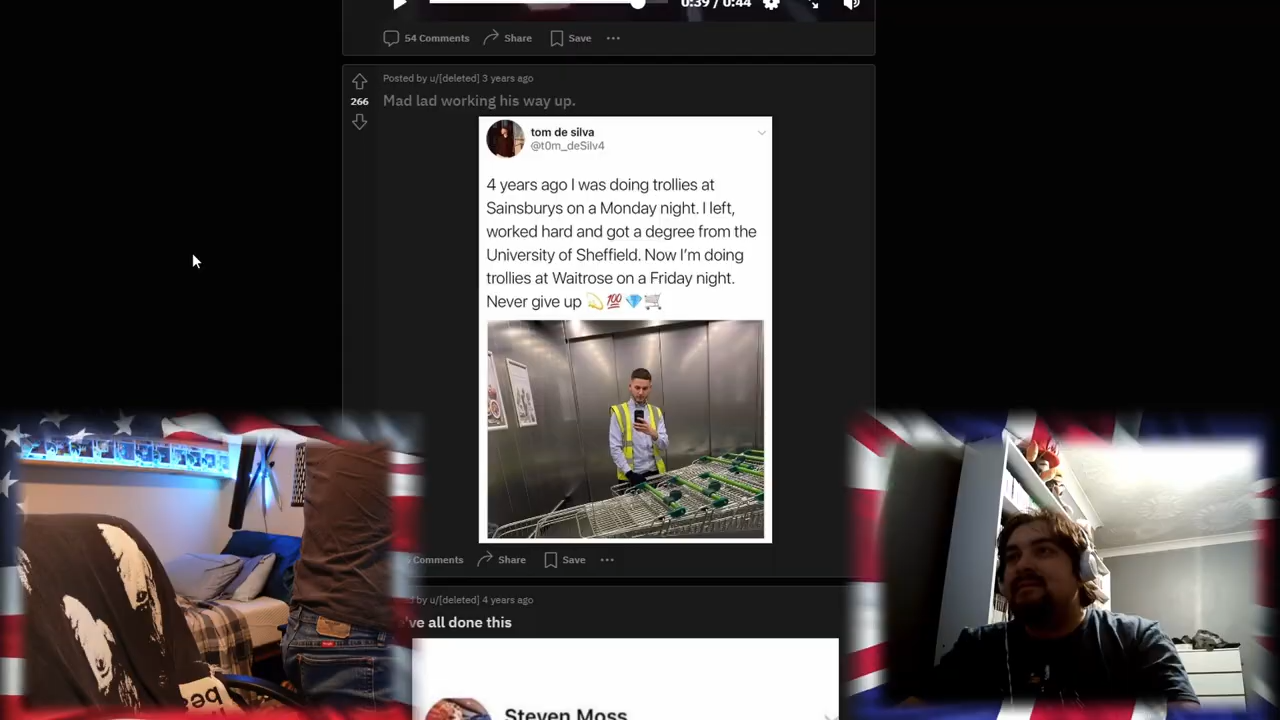 0:39 / 0:44
54 Comments Share Save
Posted by u/[deleted] 3 years ago
266
Mad lad working his way up.
tom de silva
@t0m_deSilv4
4 years ago I was doing trollies at
Sainsburys on a Monday night. I left,
worked hard and got a degree from the
University of Sheffield. Now I'm doing
trollies at Waitrose on a Friday night.
Never give up 💫💯💎🛒
Comments Share Save
by u/[deleted] 4 years ago
've all done this
Steven Moss